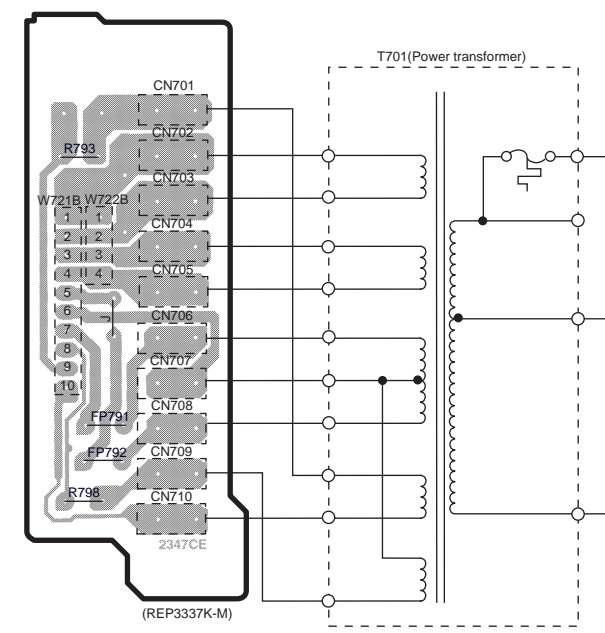 T701(Power transformer)
CN701
CN702
R793
CN703
W721B W722B
1 1
2 2
3 3
4 4
5
6
7
8
9
10
CN704
CN705
J
CN706
CN707
CN708
FP791
FP792
CN709
R798
CN710
2347CE
(REP3337K-M)